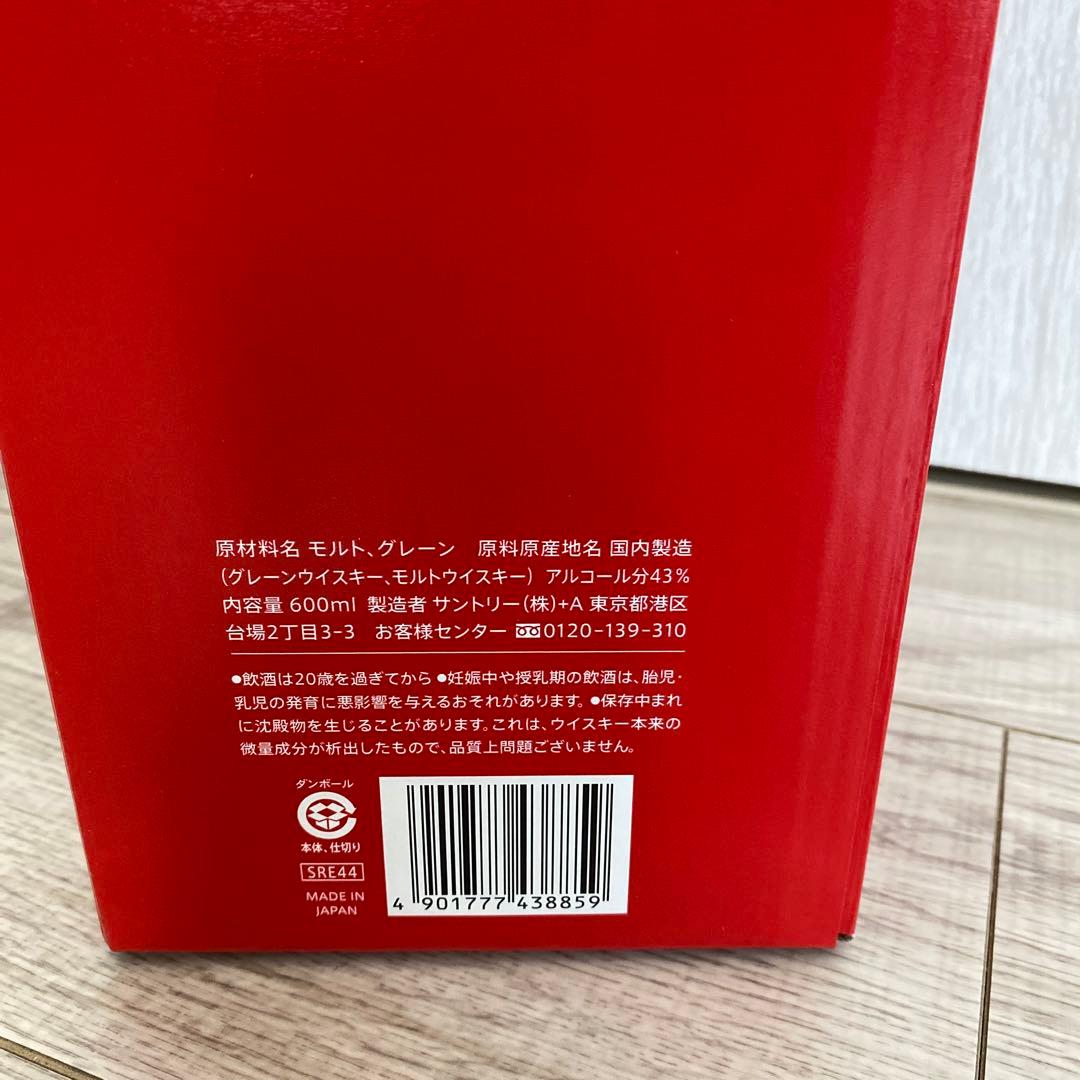 原材料名 モルト、グレーン　原料原産地名 国内製造
(グレーンウイスキー、モルトウイスキー) アルコール分43%
内容量 600ml 製造者 サントリー(株)+A 東京都港区
台場2丁目3-3　お客様センター 0120-139-310
●飲酒は20歳を過ぎてから ●妊娠中や授乳期の飲酒は、胎児・
乳児の発育に悪影響を与えるおそれがあります。 ●保存中まれ
に沈殿物を生じることがあります。これは、ウイスキー本来の
微量成分が析出したもので、品質上問題ございません。
ダンボール
本体、仕切り
SRE44
MADE IN
JAPAN
4 901777 438859